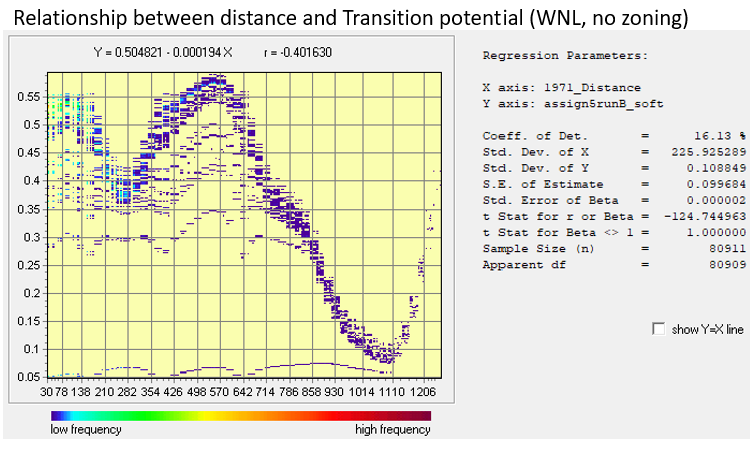 Relationship between distance and Transition potential (WNL, no zoning)
Y = 0.504821 - 0.000194 X r = -0.401630
0.55
0.5
0.45
0.4
0.35
0.3
0.25
0.2
0.15
0.1
0.05
30 78 138 210 282 354 426 498 570 642 714 786 858 930 1014 1110 1206
low frequency high frequency
Regression Parameters:
X axis: 1971_Distance
Y axis: assign5runB_soft
Coeff. of Det. = 16.13 %
Std. Dev. of X = 225.925289
Std. Dev. of Y = 0.108849
S.E. of Estimate = 0.099684
Std. Error of Beta = 0.000002
t Stat for r or Beta = -124.744963
t Stat for Beta <> 1 = 1.000000
Sample Size (n) = 80911
Apparent df = 80909
show Y=X line